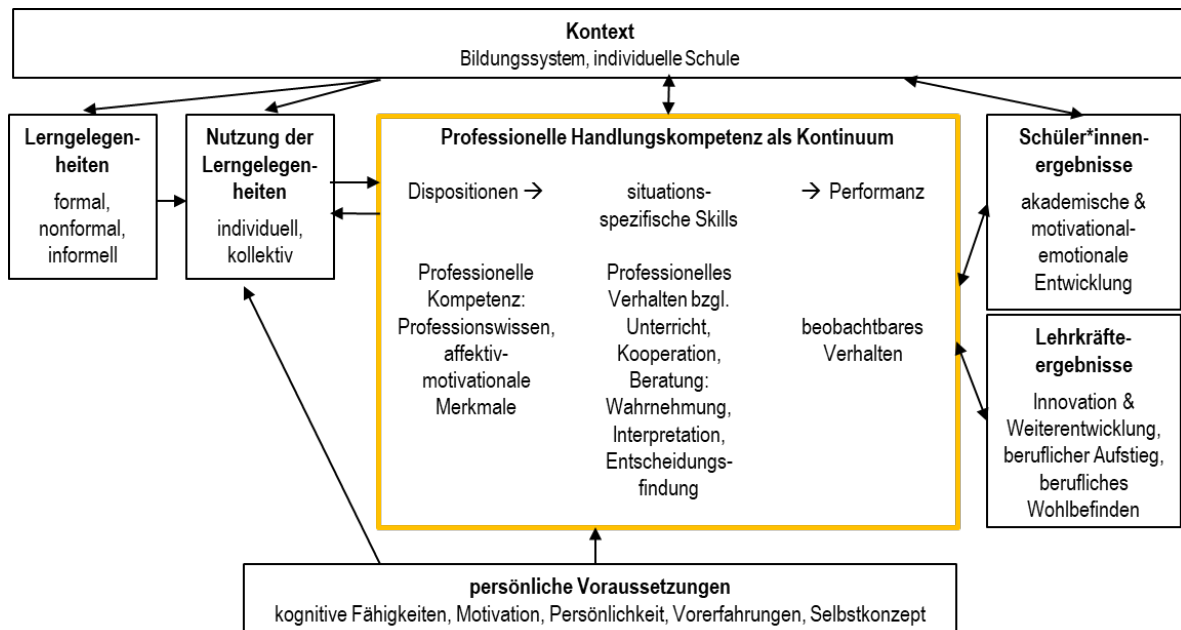 Kontext
Bildungssystem, individuelle Schule
Lerngelegen-
heiten
formal,
nonformal,
informell
Nutzung der
Lerngelegen-
heiten
individuell,
kollektiv
Professionelle Handlungskompetenz als Kontinuum
Dispositionen →
situations-
spezifische Skills
→ Performanz
Professionelle
Kompetenz:
Professionswissen,
affektiv-
motivationale
Merkmale
Professionelles
Verhalten bzgl.
Unterricht,
Kooperation,
Beratung:
Wahrnehmung,
Interpretation,
Entscheidungs-
findung
beobachtbares
Verhalten
Schüler*innen-
ergebnisse
akademische &
motivational-
emotionale
Entwicklung
Lehrkräfte-
ergebnisse
Innovation &
Weiterentwicklung,
beruflicher Aufstieg,
berufliches
Wohlbefinden
persönliche Voraussetzungen
kognitive Fähigkeiten, Motivation, Persönlichkeit, Vorerfahrungen, Selbstkonzept